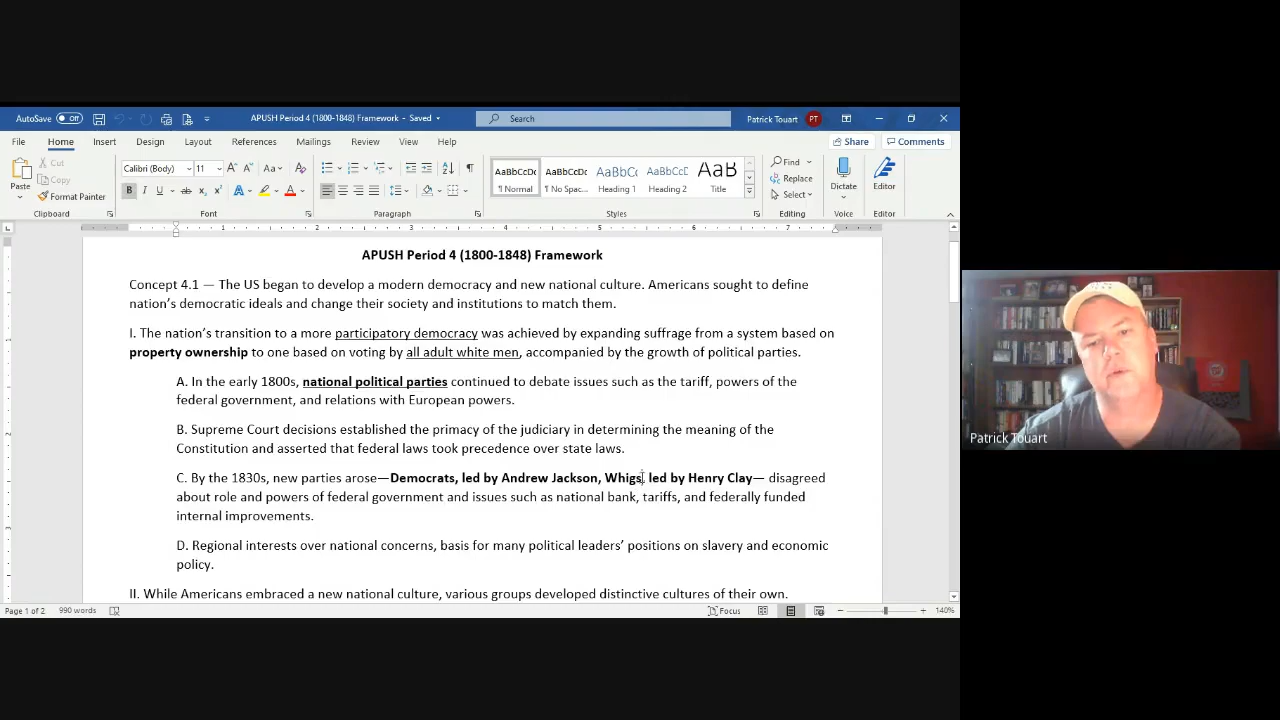 AutoSave Off APUSH Period 4 (1800-1848) Framework - Saved Search Patrick Touart PT
File Home Insert Design Layout References Mailings Review View Help Share Comments
Paste Cut Copy Format Painter Calibri (Body) 11 AaBbCcDc AaBbCcDc AaBbCc AaBbCcC AaB Find Replace Select Dictate Editor
¶ Normal ¶ No Spac... Heading 1 Heading 2 Title
Clipboard Font Paragraph Styles Editing Voice Editor
APUSH Period 4 (1800-1848) Framework
Concept 4.1 — The US began to develop a modern democracy and new national culture. Americans sought to define
nation’s democratic ideals and change their society and institutions to match them.
I. The nation’s transition to a more participatory democracy was achieved by expanding suffrage from a system based on
property ownership to one based on voting by all adult white men, accompanied by the growth of political parties.
A. In the early 1800s, national political parties continued to debate issues such as the tariff, powers of the
federal government, and relations with European powers.
B. Supreme Court decisions established the primacy of the judiciary in determining the meaning of the
Constitution and asserted that federal laws took precedence over state laws.
C. By the 1830s, new parties arose—Democrats, led by Andrew Jackson, Whigs, led by Henry Clay— disagreed
about role and powers of federal government and issues such as national bank, tariffs, and federally funded
internal improvements.
D. Regional interests over national concerns, basis for many political leaders’ positions on slavery and economic
policy.
II. While Americans embraced a new national culture, various groups developed distinctive cultures of their own.
Page 1 of 2 990 words Focus 140%
Patrick Touart